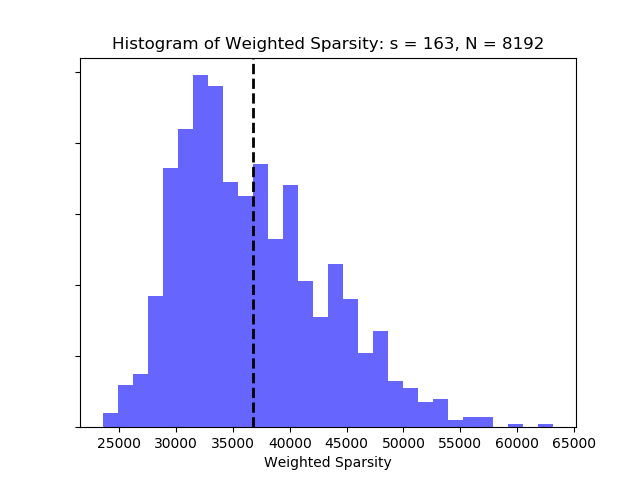 Histogram of Weighted Sparsity: s = 163, N = 8192
25000 30000 35000 40000 45000 50000 55000 60000 65000
Weighted Sparsity